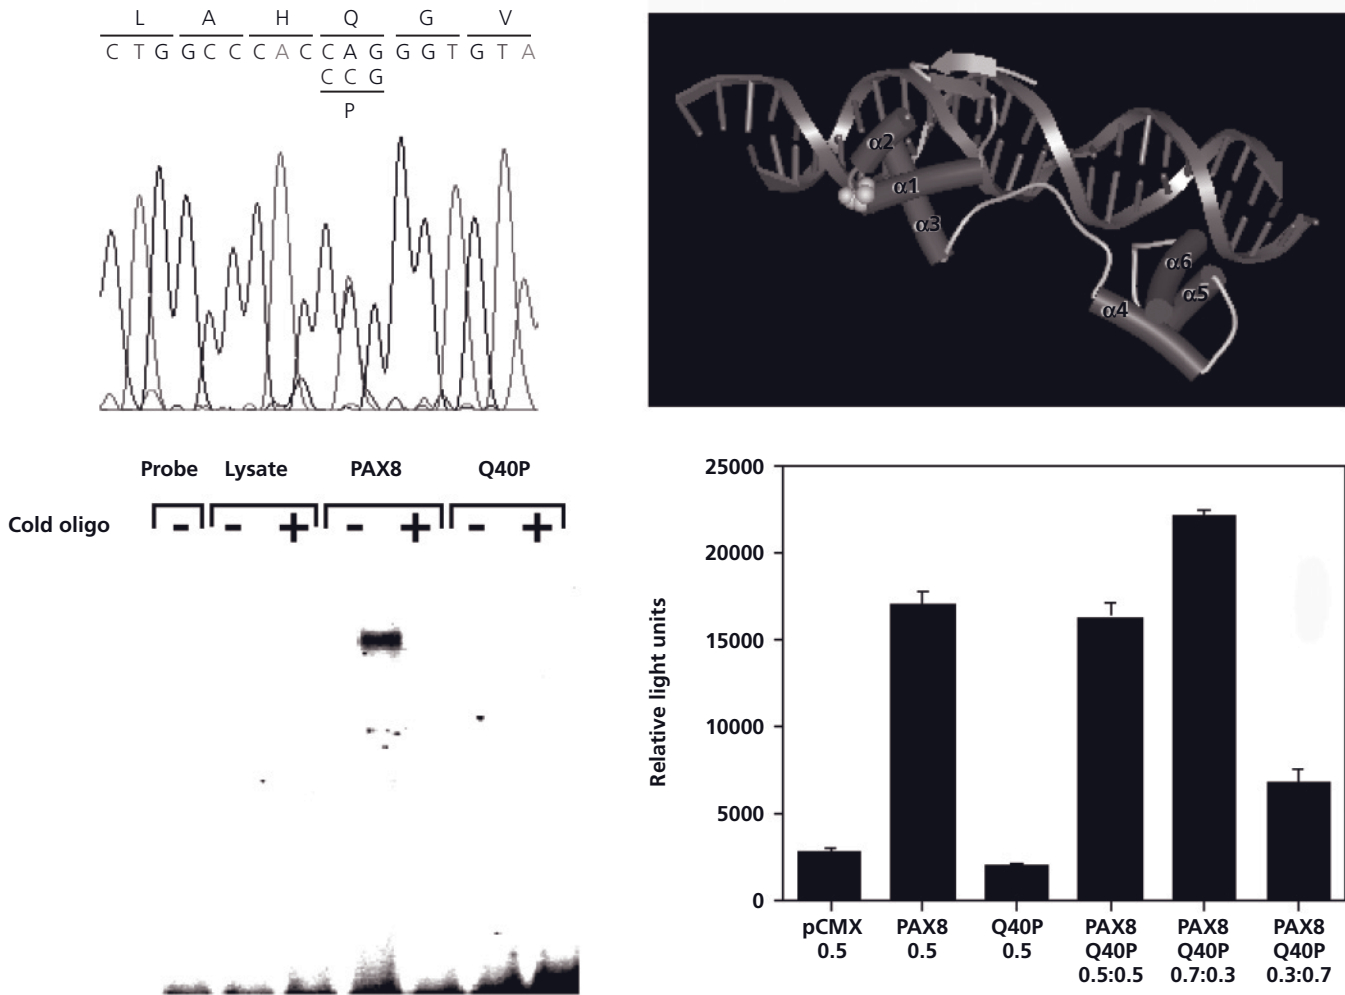 L A H Q G V
C T G G C C C A C C A G G G T G T A
C C G
P
α2
α1
α3
α6
α5
α4
Probe Lysate PAX8 Q40P
Cold oligo - - + - + - +
Relative light units
25000
20000
15000
10000
5000
0
pCMX PAX8 Q40P PAX8 PAX8 PAX8
0.5 0.5 0.5 Q40P Q40P Q40P
0.5:0.5 0.7:0.3 0.3:0.7